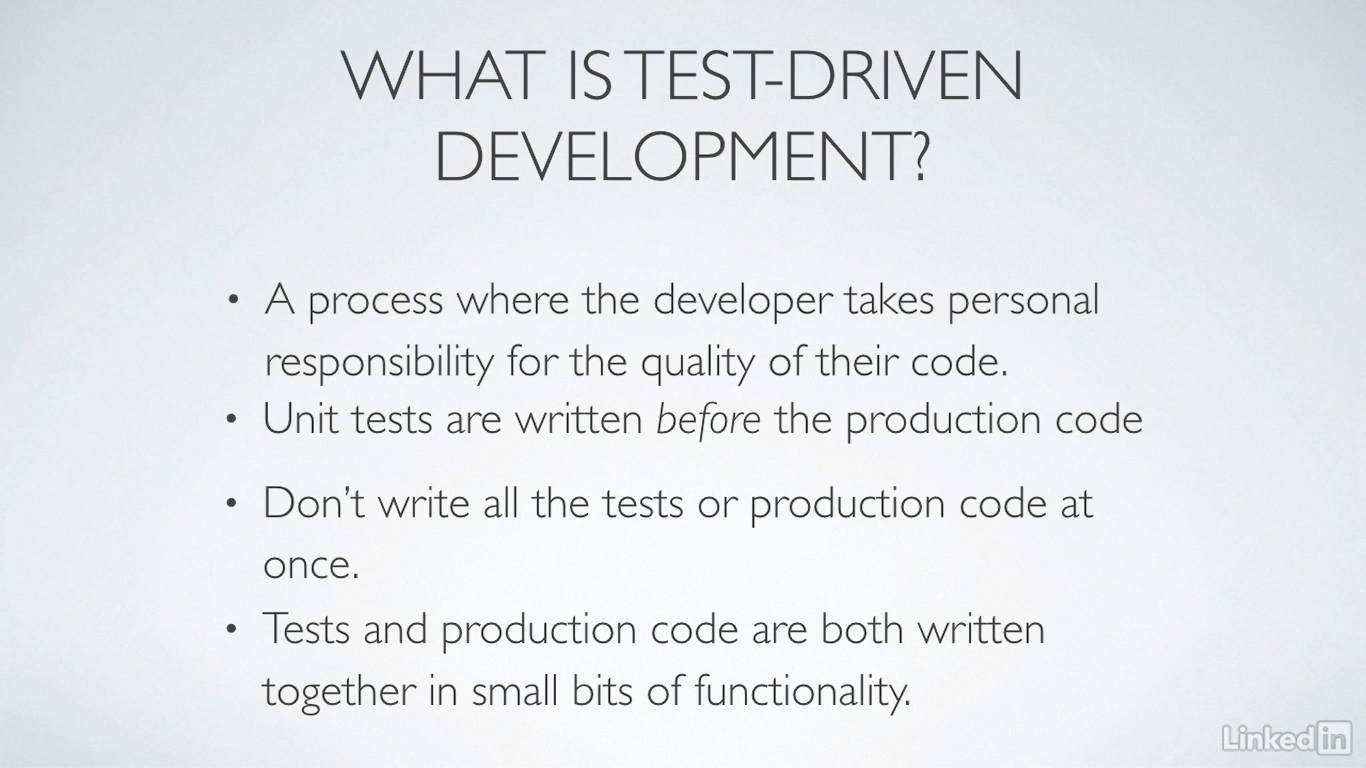 WHAT IS TEST-DRIVEN
DEVELOPMENT?
• A process where the developer takes personal
responsibility for the quality of their code.
• Unit tests are written before the production code
• Don’t write all the tests or production code at
once.
• Tests and production code are both written
together in small bits of functionality.
Linked in